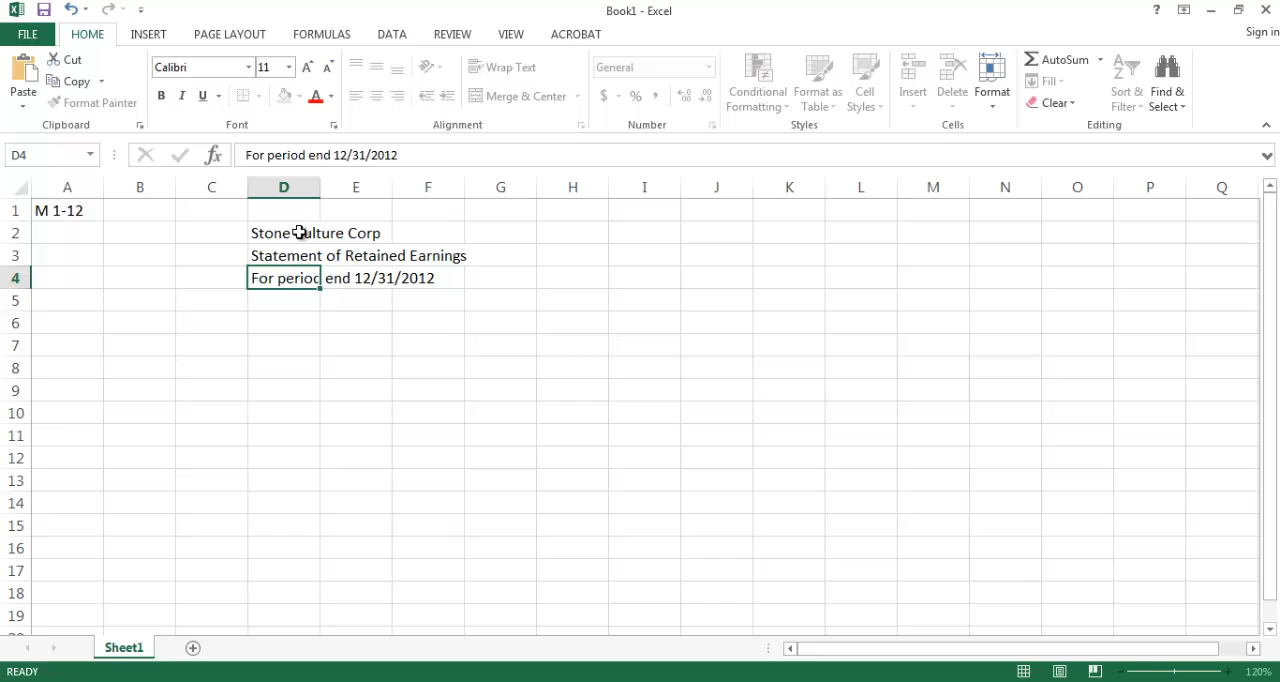 Book1 - Excel
Sign in
FILE HOME INSERT PAGE LAYOUT FORMULAS DATA REVIEW VIEW ACROBAT
Paste
Cut
Copy
Format Painter
Clipboard
Calibri 11
B I U
Font
Wrap Text
Merge & Center
Alignment
General
$ % ,
Number
Conditional Formatting
Format as Table
Cell Styles
Styles
Insert Delete Format
Cells
AutoSum
Fill
Clear
Sort & Filter
Find & Select
Editing
D4 fx For period end 12/31/2012
A B C D E F G H I J K L M N O P Q
1 M 1-12
2 Stone Culture Corp
3 Statement of Retained Earnings
4 For period end 12/31/2012
5
6
7
8
9
10
11
12
13
14
15
16
17
18
19
Sheet1
READY 120%